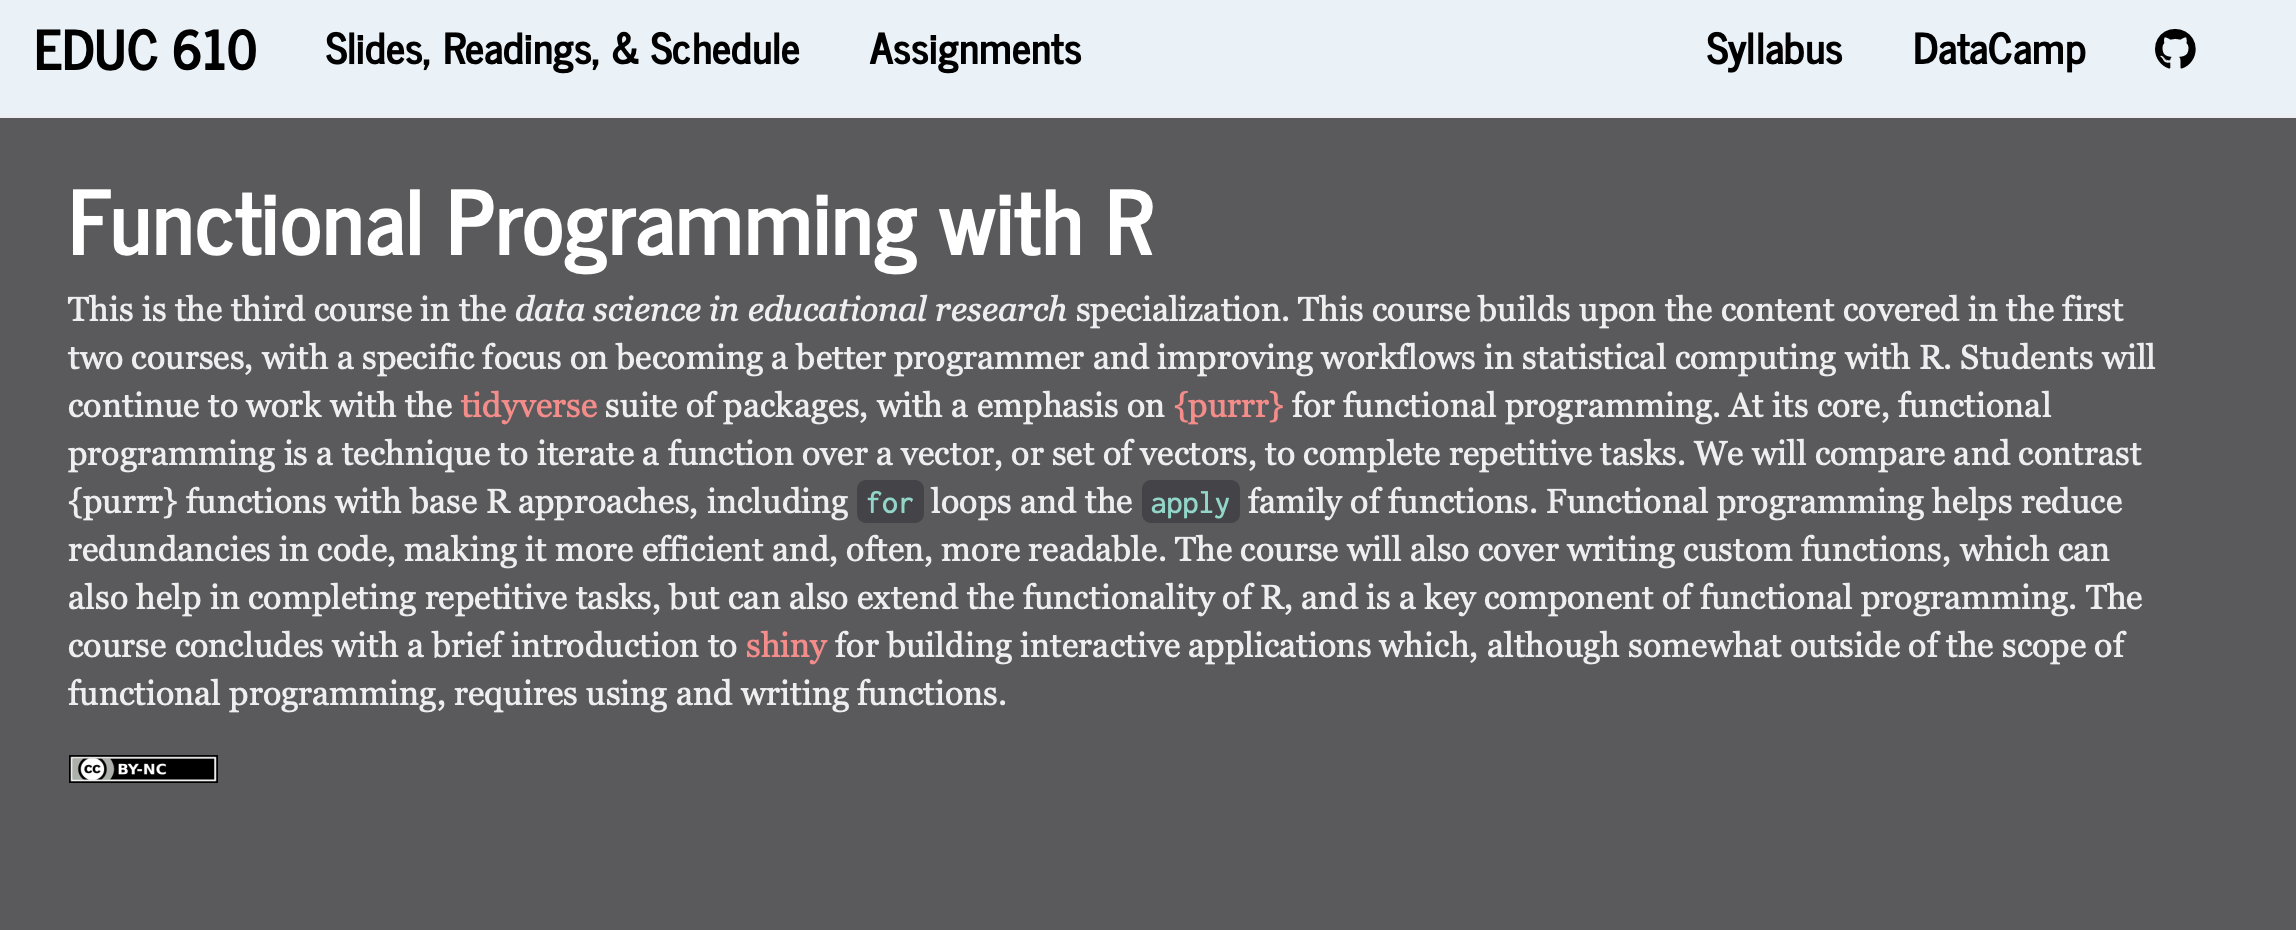 EDUC 610 Slides, Readings, & Schedule Assignments Syllabus DataCamp
Functional Programming with R
This is the third course in the data science in educational research specialization. This course builds upon the content covered in the first
two courses, with a specific focus on becoming a better programmer and improving workflows in statistical computing with R. Students will
continue to work with the tidyverse suite of packages, with a emphasis on {purrr} for functional programming. At its core, functional
programming is a technique to iterate a function over a vector, or set of vectors, to complete repetitive tasks. We will compare and contrast
{purrr} functions with base R approaches, including for loops and the apply family of functions. Functional programming helps reduce
redundancies in code, making it more efficient and, often, more readable. The course will also cover writing custom functions, which can
also help in completing repetitive tasks, but can also extend the functionality of R, and is a key component of functional programming. The
course concludes with a brief introduction to shiny for building interactive applications which, although somewhat outside of the scope of
functional programming, requires using and writing functions.
cc BY-NC